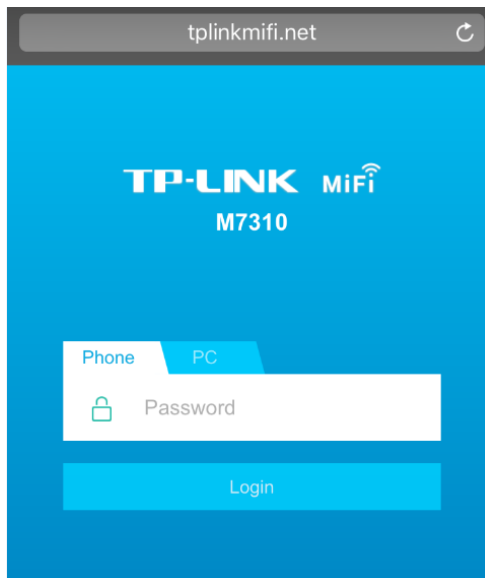 tplinkmifi.net
TP-LINK MiFi
M7310
Phone PC
Password
Login